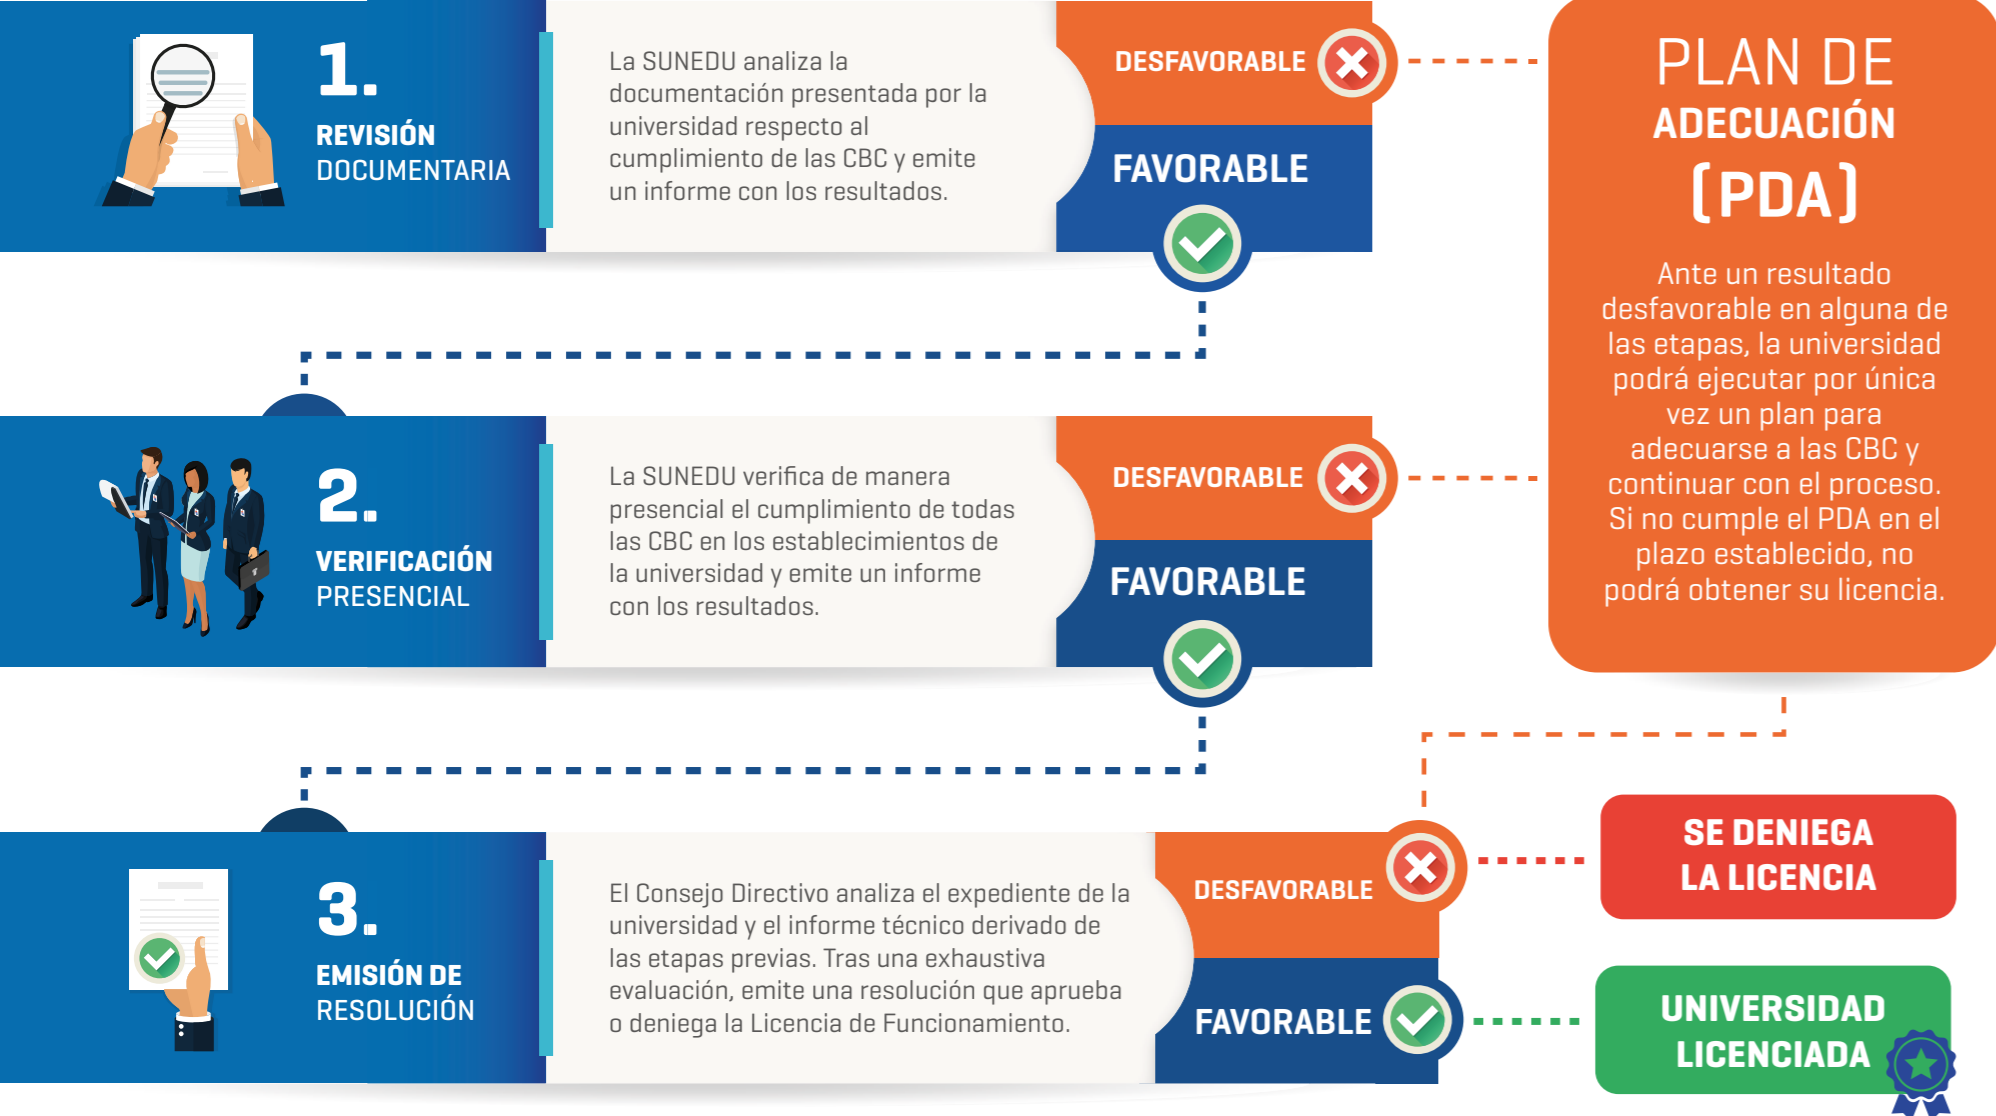 1.
REVISIÓN
DOCUMENTARIA
La SUNEDU analiza la
documentación presentada por la
universidad respecto al
cumplimiento de las CBC y emite
un informe con los resultados.
DESFAVORABLE
FAVORABLE
PLAN DE
ADECUACIÓN
(PDA)
Ante un resultado
desfavorable en alguna de
las etapas, la universidad
podrá ejecutar por única
vez un plan para
adecuarse a las CBC y
continuar con el proceso.
Si no cumple el PDA en el
plazo establecido, no
podrá obtener su licencia.
2.
VERIFICACIÓN
PRESENCIAL
La SUNEDU verifica de manera
presencial el cumplimiento de todas
las CBC en los establecimientos de
la universidad y emite un informe
con los resultados.
DESFAVORABLE
FAVORABLE
3.
EMISIÓN DE
RESOLUCIÓN
El Consejo Directivo analiza el expediente de la
universidad y el informe técnico derivado de
las etapas previas. Tras una exhaustiva
evaluación, emite una resolución que aprueba
o deniega la Licencia de Funcionamiento.
DESFAVORABLE
FAVORABLE
SE DENIEGA
LA LICENCIA
UNIVERSIDAD
LICENCIADA